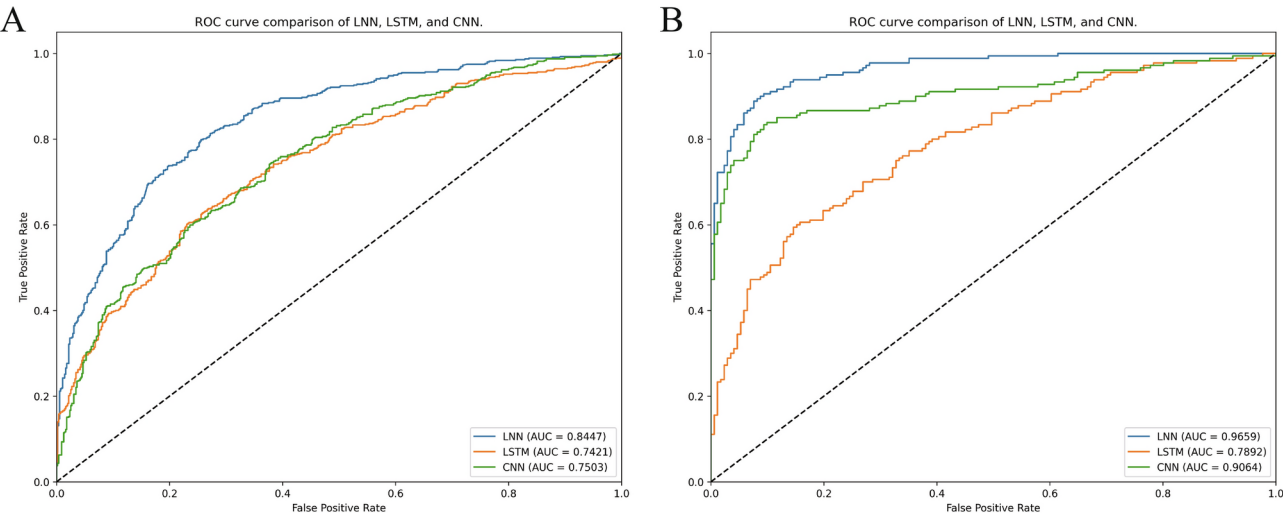 A
ROC curve comparison of LNN, LSTM, and CNN.
True Positive Rate
1.0
0.8
0.6
0.4
0.2
0.0
LNN (AUC = 0.8447)
LSTM (AUC = 0.7421)
CNN (AUC = 0.7503)
0.0 0.2 0.4 0.6 0.8 1.0
False Positive Rate
B
ROC curve comparison of LNN, LSTM, and CNN.
True Positive Rate
1.0
0.8
0.6
0.4
0.2
0.0
LNN (AUC = 0.9659)
LSTM (AUC = 0.7892)
CNN (AUC = 0.9064)
0.0 0.2 0.4 0.6 0.8 1.0
False Positive Rate